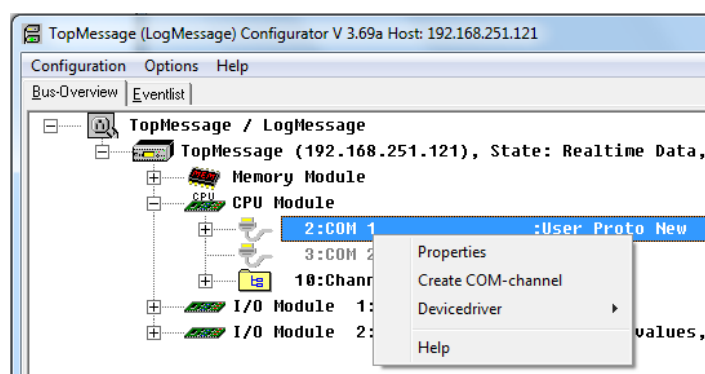 TopMessage (LogMessage) Configurator V 3.69a Host: 192.168.251.121
Configuration Options Help
Bus-Overview Eventlist
TopMessage / LogMessage
TopMessage (192.168.251.121), State: Realtime Data,
Memory Module
CPU CPU Module
2:COM 1 :User Proto New
3:COM 2
10:Chann
I/O Module 1:
I/O Module 2: values,
Properties
Create COM-channel
Devicedriver
Help